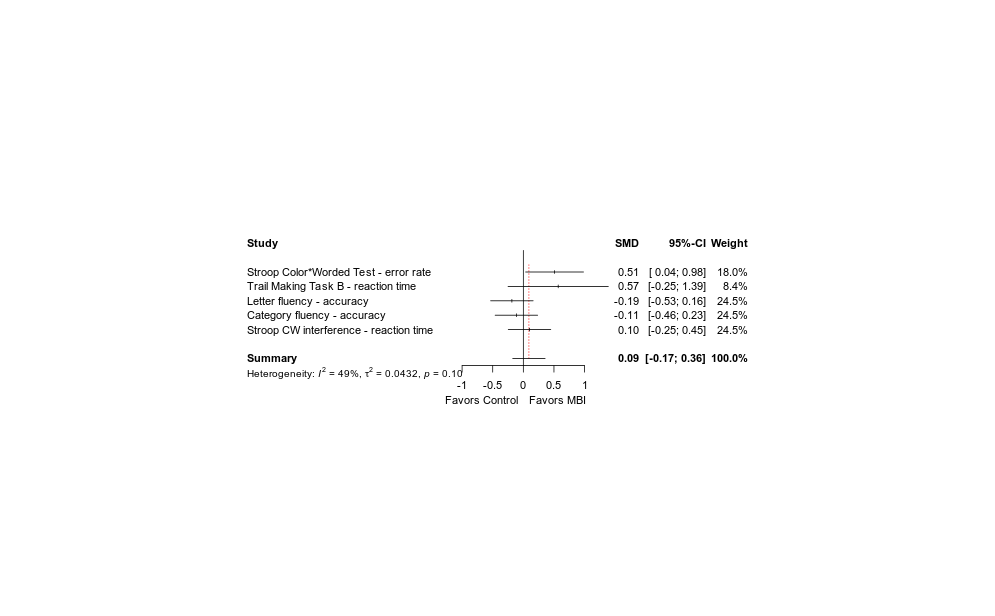 Study SMD 95%-CI Weight
Stroop Color*Worded Test - error rate 0.51 [ 0.04; 0.98] 18.0%
Trail Making Task B - reaction time 0.57 [-0.25; 1.39] 8.4%
Letter fluency - accuracy -0.19 [-0.53; 0.16] 24.5%
Category fluency - accuracy -0.11 [-0.46; 0.23] 24.5%
Stroop CW interference - reaction time 0.10 [-0.25; 0.45] 24.5%
Summary 0.09 [-0.17; 0.36] 100.0%
Heterogeneity: I² = 49%, τ² = 0.0432, p = 0.10
-1 -0.5 0 0.5 1
Favors Control Favors MBI